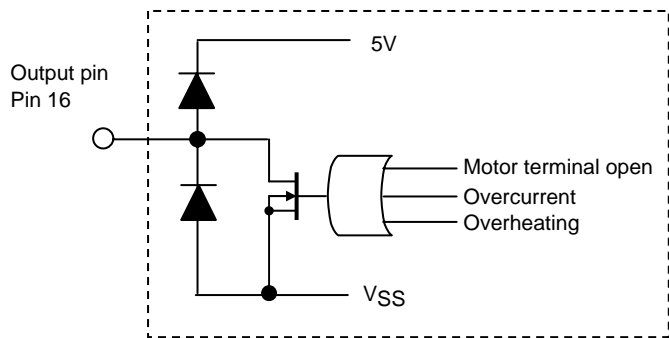 5V
Output pin
Pin 16
Motor terminal open
Overcurrent
Overheating
VSS